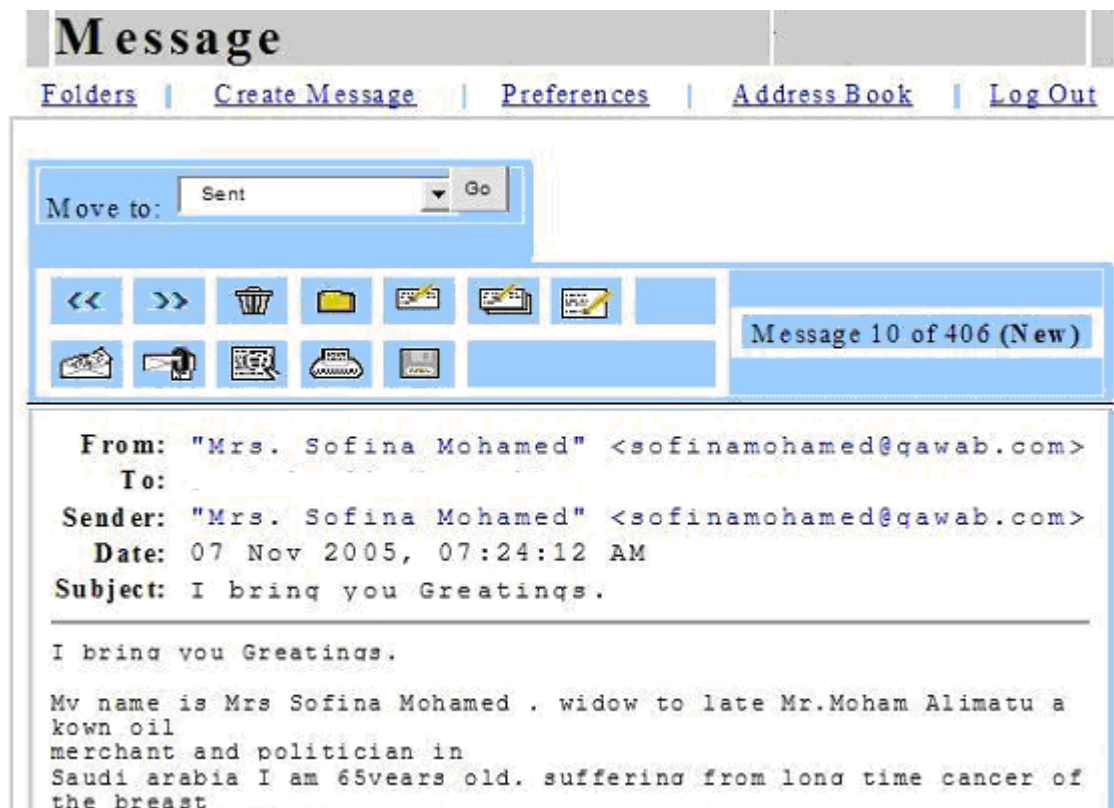 Message
Folders | Create Message | Preferences | Address Book | Log Out
Move to: Sent Go
Message 10 of 406 (New)
From: "Mrs. Sofina Mohamed" <sofinamohamed@gawab.com>
To:
Sender: "Mrs. Sofina Mohamed" <sofinamohamed@gawab.com>
Date: 07 Nov 2005, 07:24:12 AM
Subject: I bring you Greatings.
I bring you Greatings.
My name is Mrs Sofina Mohamed . widow to late Mr.Moham Alimatu a
kown oil
merchant and politician in
Saudi arabia I am 65years old. suffering from long time cancer of
the breast